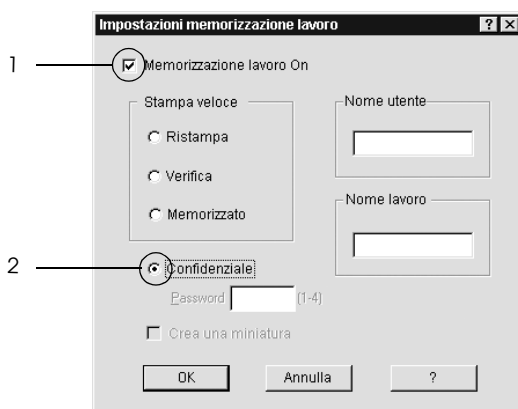 Impostazioni memorizzazione lavoro ? ×
1
Memorizzazione lavoro On
Stampa veloce
Ristampa
Verifica
Memorizzato
Nome utente
Nome lavoro
2
Confidenziale
Password (1-4)
Crea una miniatura
OK Annulla ?